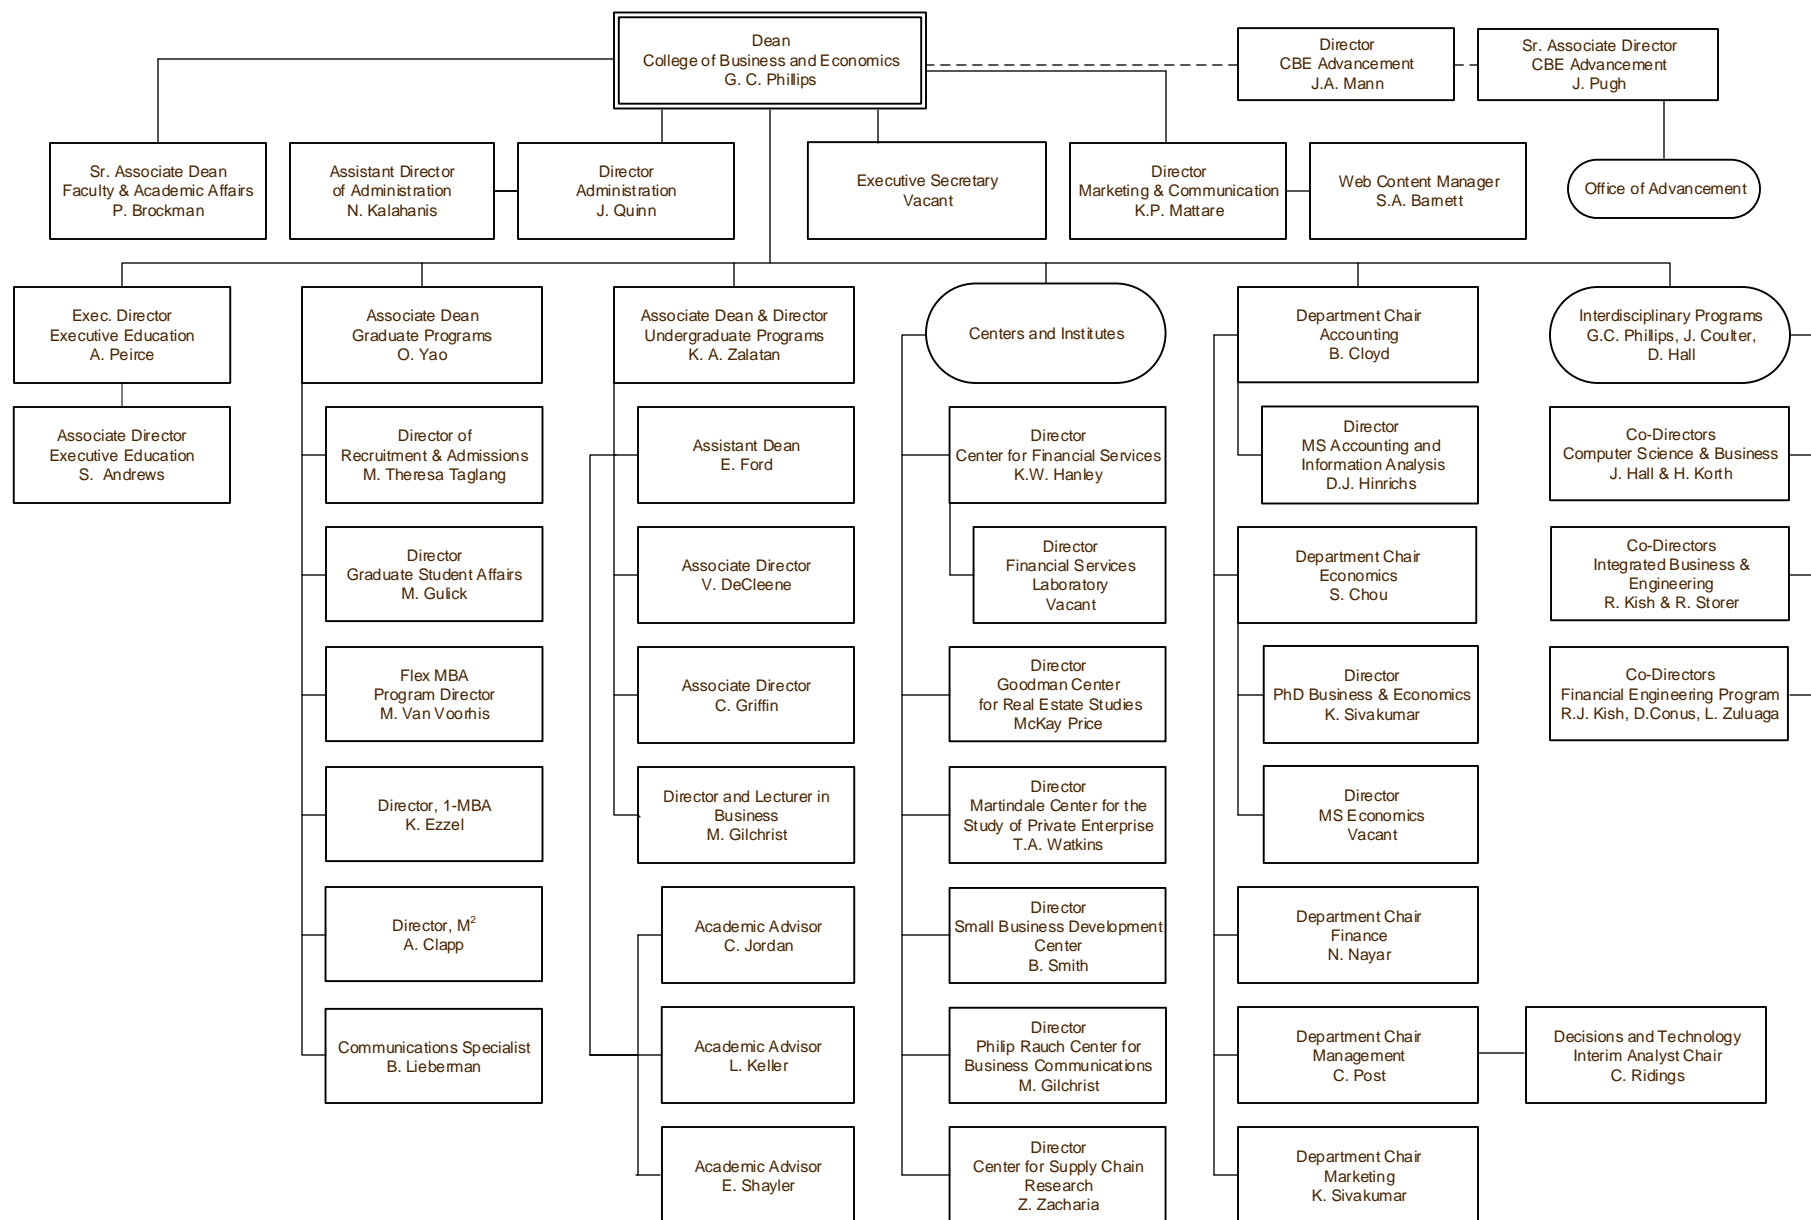 Dean
College of Business and Economics
G. C. Phillips
Director
CBE Advancement
J.A. Mann
Sr. Associate Director
CBE Advancement
J. Pugh
Sr. Associate Dean
Faculty & Academic Affairs
P. Brockman
Assistant Director
of Administration
N. Kalahanis
Director
Administration
J. Quinn
Executive Secretary
Vacant
Director
Marketing & Communication
K.P. Mattare
Web Content Manager
S.A. Barnett
Office of Advancement
Exec. Director
Executive Education
A. Peirce
Associate Director
Executive Education
S. Andrews
Associate Dean
Graduate Programs
O. Yao
Director of
Recruitment & Admissions
M. Theresa Taglang
Director
Graduate Student Affairs
M. Gulick
Flex MBA
Program Director
M. Van Voorhis
Director, 1-MBA
K. Ezzel
Director, M²
A. Clapp
Communications Specialist
B. Lieberman
Associate Dean & Director
Undergraduate Programs
K. A. Zalatan
Assistant Dean
E. Ford
Associate Director
V. DeCleene
Associate Director
C. Griffin
Director and Lecturer in
Business
M. Gilchrist
Academic Advisor
C. Jordan
Academic Advisor
L. Keller
Academic Advisor
E. Shayler
Centers and Institutes
Director
Center for Financial Services
K.W. Hanley
Director
Financial Services
Laboratory
Vacant
Director
Goodman Center
for Real Estate Studies
McKay Price
Director
Martindale Center for the
Study of Private Enterprise
T.A. Watkins
Director
Small Business Development
Center
B. Smith
Director
Philip Rauch Center for
Business Communications
M. Gilchrist
Director
Center for Supply Chain
Research
Z. Zacharia
Department Chair
Accounting
B. Cloyd
Director
MS Accounting and
Information Analysis
D.J. Hinrichs
Department Chair
Economics
S. Chou
Director
PhD Business & Economics
K. Sivakumar
Director
MS Economics
Vacant
Department Chair
Finance
N. Nayar
Department Chair
Management
C. Post
Decisions and Technology
Interim Analyst Chair
C. Ridings
Department Chair
Marketing
K. Sivakumar
Interdisciplinary Programs
G.C. Phillips, J. Coulter,
D. Hall
Co-Directors
Computer Science & Business
J. Hall & H. Korth
Co-Directors
Integrated Business &
Engineering
R. Kish & R. Storer
Co-Directors
Financial Engineering Program
R.J. Kish, D.Conus, L. Zuluaga